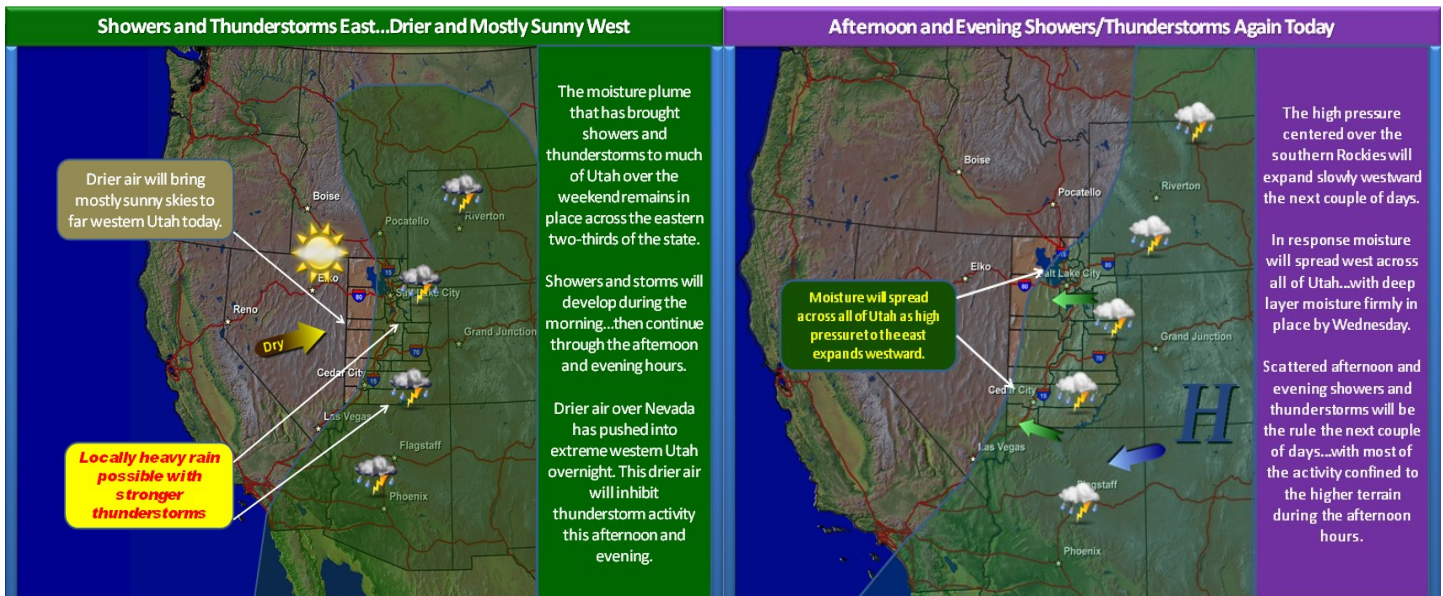 Showers and Thunderstorms East...Drier and Mostly Sunny West
Drier air will bring
mostly sunny skies to
far western Utah today.
Boise
Pocatello
Riverton
Elko
15
Salt Lake City
80
Reno
Dry
Grand Junction
70
Cedar City
15
Las Vegas
Flagstaff
Phoenix
Locally heavy rain
possible with
stronger
thunderstorms
The moisture plume
that has brought
showers and
thunderstorms to much
of Utah over the
weekend remains in
place across the eastern
two-thirds of the state.
Showers and storms will
develop during the
morning...then continue
through the afternoon
and evening hours.
Drier air over Nevada
has pushed into
extreme western Utah
overnight. This drier air
will inhibit
thunderstorm activity
this afternoon and
evening.
Afternoon and Evening Showers/Thunderstorms Again Today
Boise
Pocatello
Riverton
Elko
15
alt Lake City
80
Moisture will spread
across all of Utah as high
pressure to the east
expands westward.
Grand Junction
70
Cedar City
15
H
Las Vegas
Flagstaff
Phoenix
The high pressure
centered over the
southern Rockies will
expand slowly westward
the next couple of days.
In response moisture
will spread west across
all of Utah...with deep
layer moisture firmly in
place by Wednesday.
Scattered afternoon and
evening showers and
thunderstorms will be
the rule the next couple
of days...with most of
the activity confined to
the higher terrain
during the afternoon
hours.